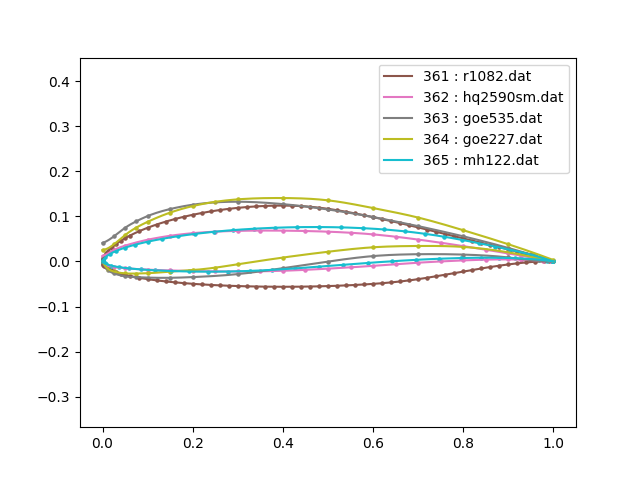 0.4
0.3
0.2
0.1
0.0
−0.1
−0.2
−0.3
0.0 0.2 0.4 0.6 0.8 1.0
361 : r1082.dat
362 : hq2590sm.dat
363 : goe535.dat
364 : goe227.dat
365 : mh122.dat